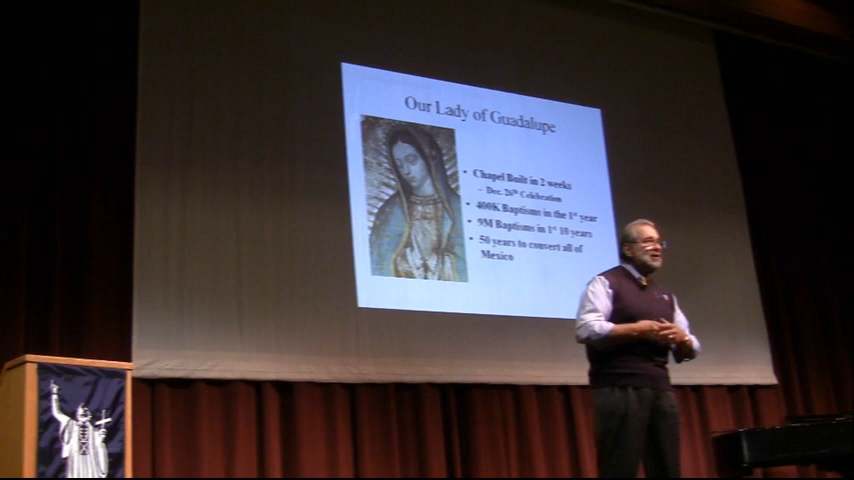 Our Lady of Guadalupe
• Chapel Built in 2 weeks
– Dec. 26th Celebration
• 400K Baptisms in the 1st year
• 9M Baptisms in 1st 10 years
• 50 years to convert all of
Mexico